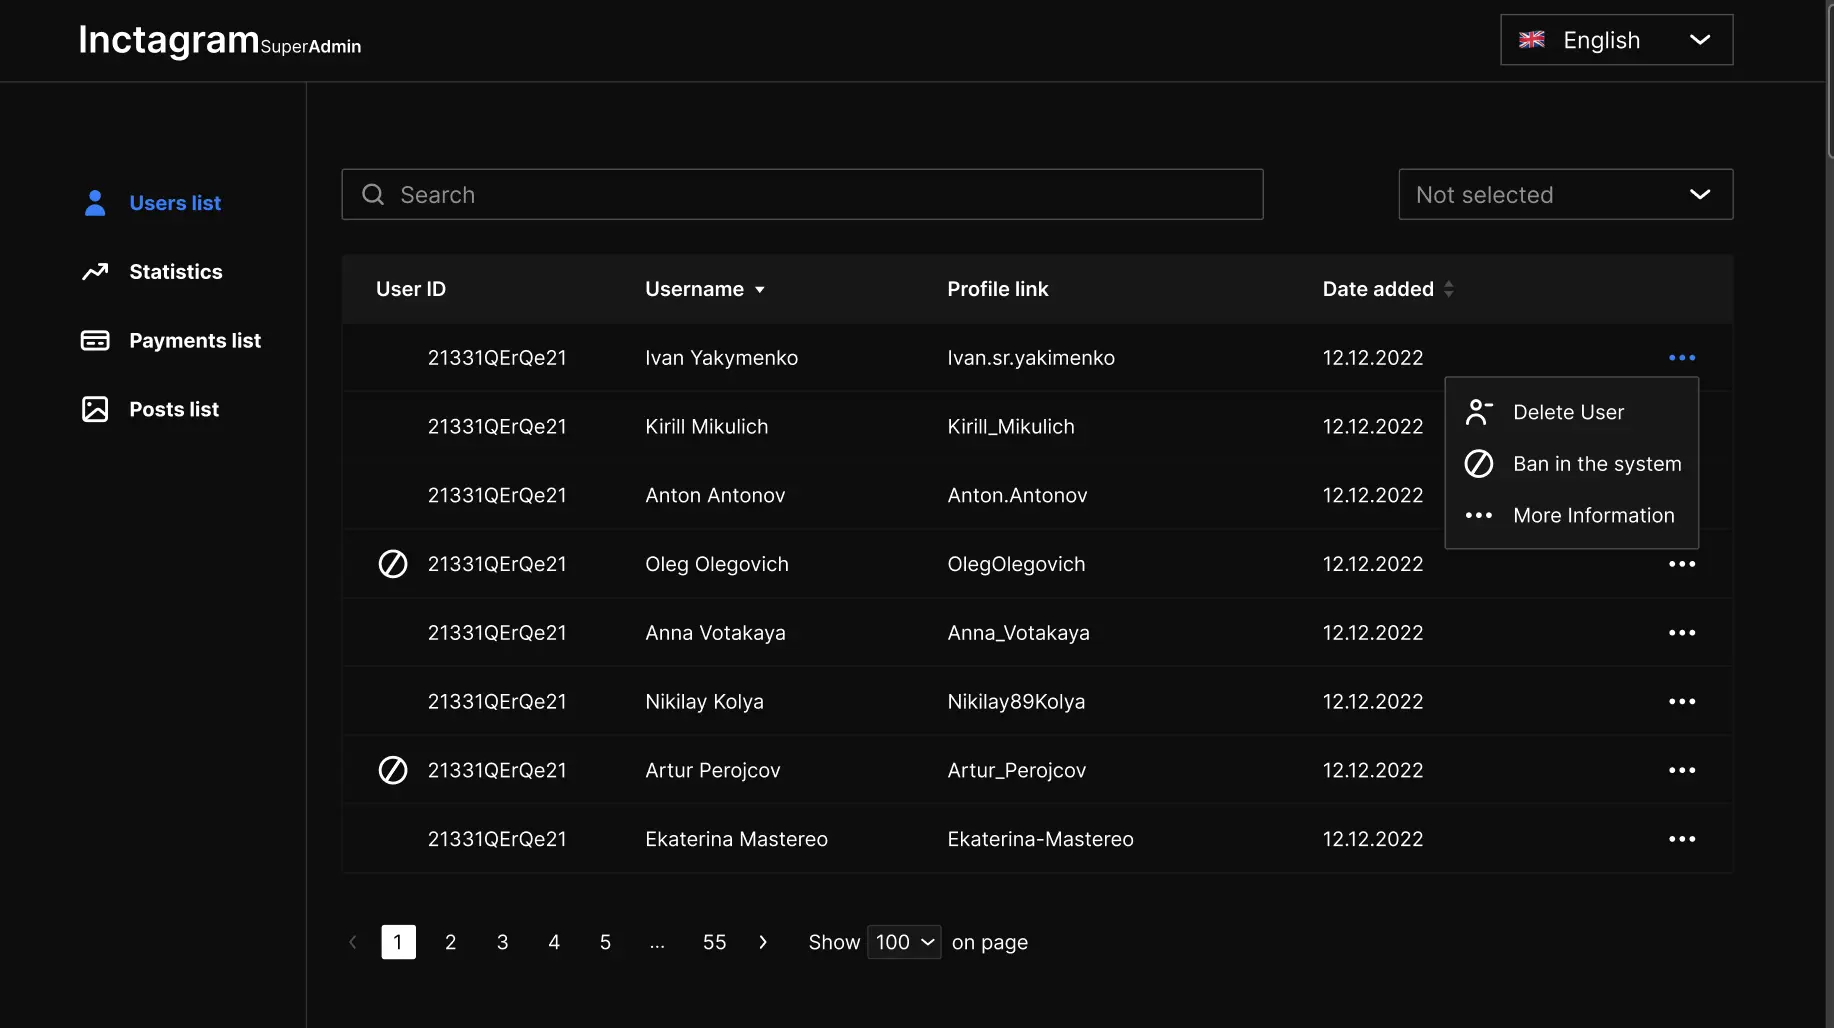 Inctagram SuperAdmin
English
Users list
Statistics
Payments list
Posts list
Search
Not selected
User ID Username Profile link Date added
21331QErQe21 Ivan Yakymenko Ivan.sr.yakimenko 12.12.2022
21331QErQe21 Kirill Mikulich Kirill_Mikulich 12.12.2022
21331QErQe21 Anton Antonov Anton.Antonov 12.12.2022
21331QErQe21 Oleg Olegovich OlegOlegovich 12.12.2022
21331QErQe21 Anna Votakaya Anna_Votakaya 12.12.2022
21331QErQe21 Nikilay Kolya Nikilay89Kolya 12.12.2022
21331QErQe21 Artur Perojcov Artur_Perojcov 12.12.2022
21331QErQe21 Ekaterina Mastereo Ekaterina-Mastereo 12.12.2022
Delete User
Ban in the system
More Information
1 2 3 4 5 ... 55 Show 100 on page